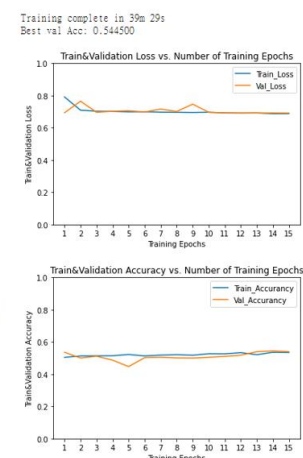 Training complete in 39m 29s
Best val Acc: 0.544500
Train&Validation Loss vs. Number of Training Epochs
1.0
0.8
0.6
0.4
0.2
0.0
Train&Validation Loss
Train_Loss
Val_Loss
1 2 3 4 5 6 7 8 9 10 11 12 13 14 15
Training Epochs
Train&Validation Accuracy vs. Number of Training Epochs
1.0
0.8
0.6
0.4
0.2
0.0
Train&Validation Accuracy
Train_Accurancy
Val_Accurancy
1 2 3 4 5 6 7 8 9 10 11 12 13 14 15
Training Epochs